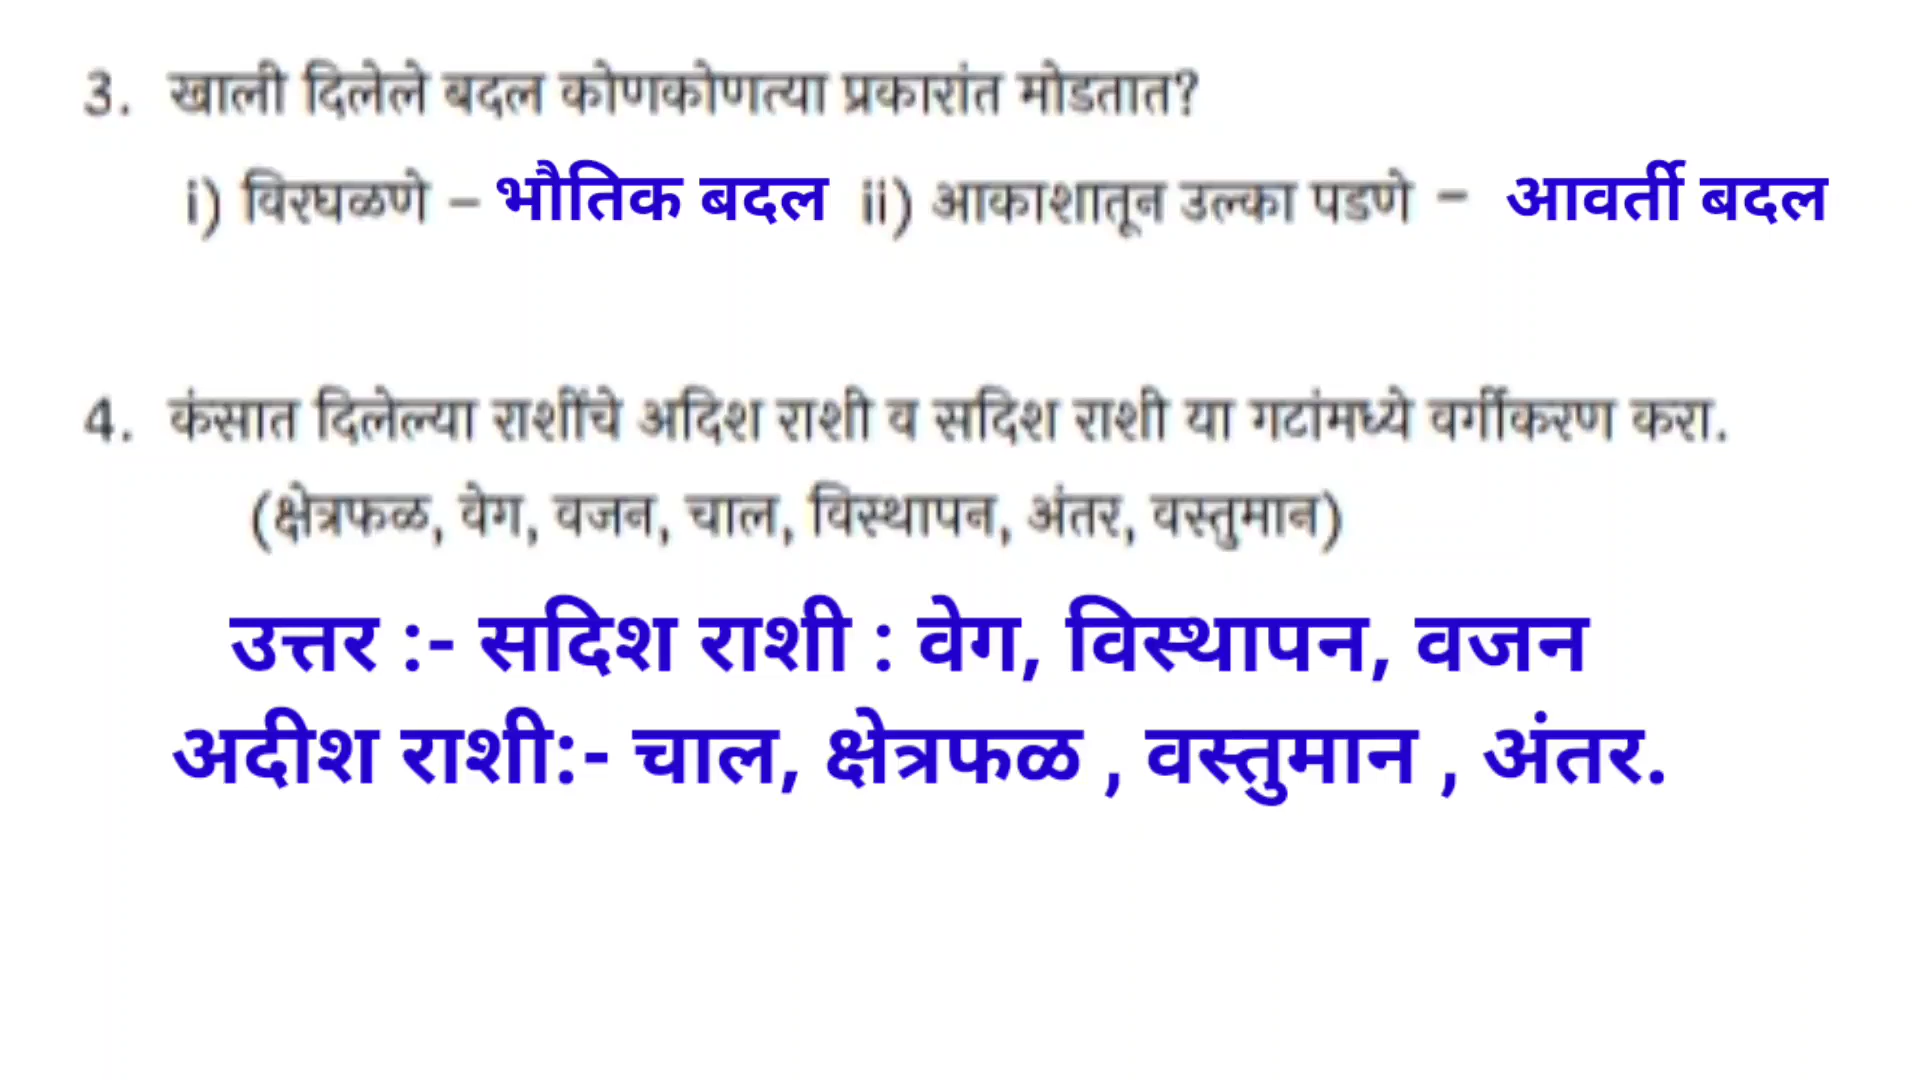 3. खाली दिलेले बदल कोणकोणत्या प्रकारांत मोडतात?
i) विरघळणे – भौतिक बदल ii) आकाशातून उल्का पडणे – आवर्ती बदल
4. कंसात दिलेल्या राशींचे अदिश राशी व सदिश राशी या गटांमध्ये वर्गीकरण करा.
(क्षेत्रफळ, वेग, वजन, चाल, विस्थापन, अंतर, वस्तुमान)
उत्तर :- सदिश राशी : वेग, विस्थापन, वजन
अदीश राशी:- चाल, क्षेत्रफळ , वस्तुमान , अंतर.